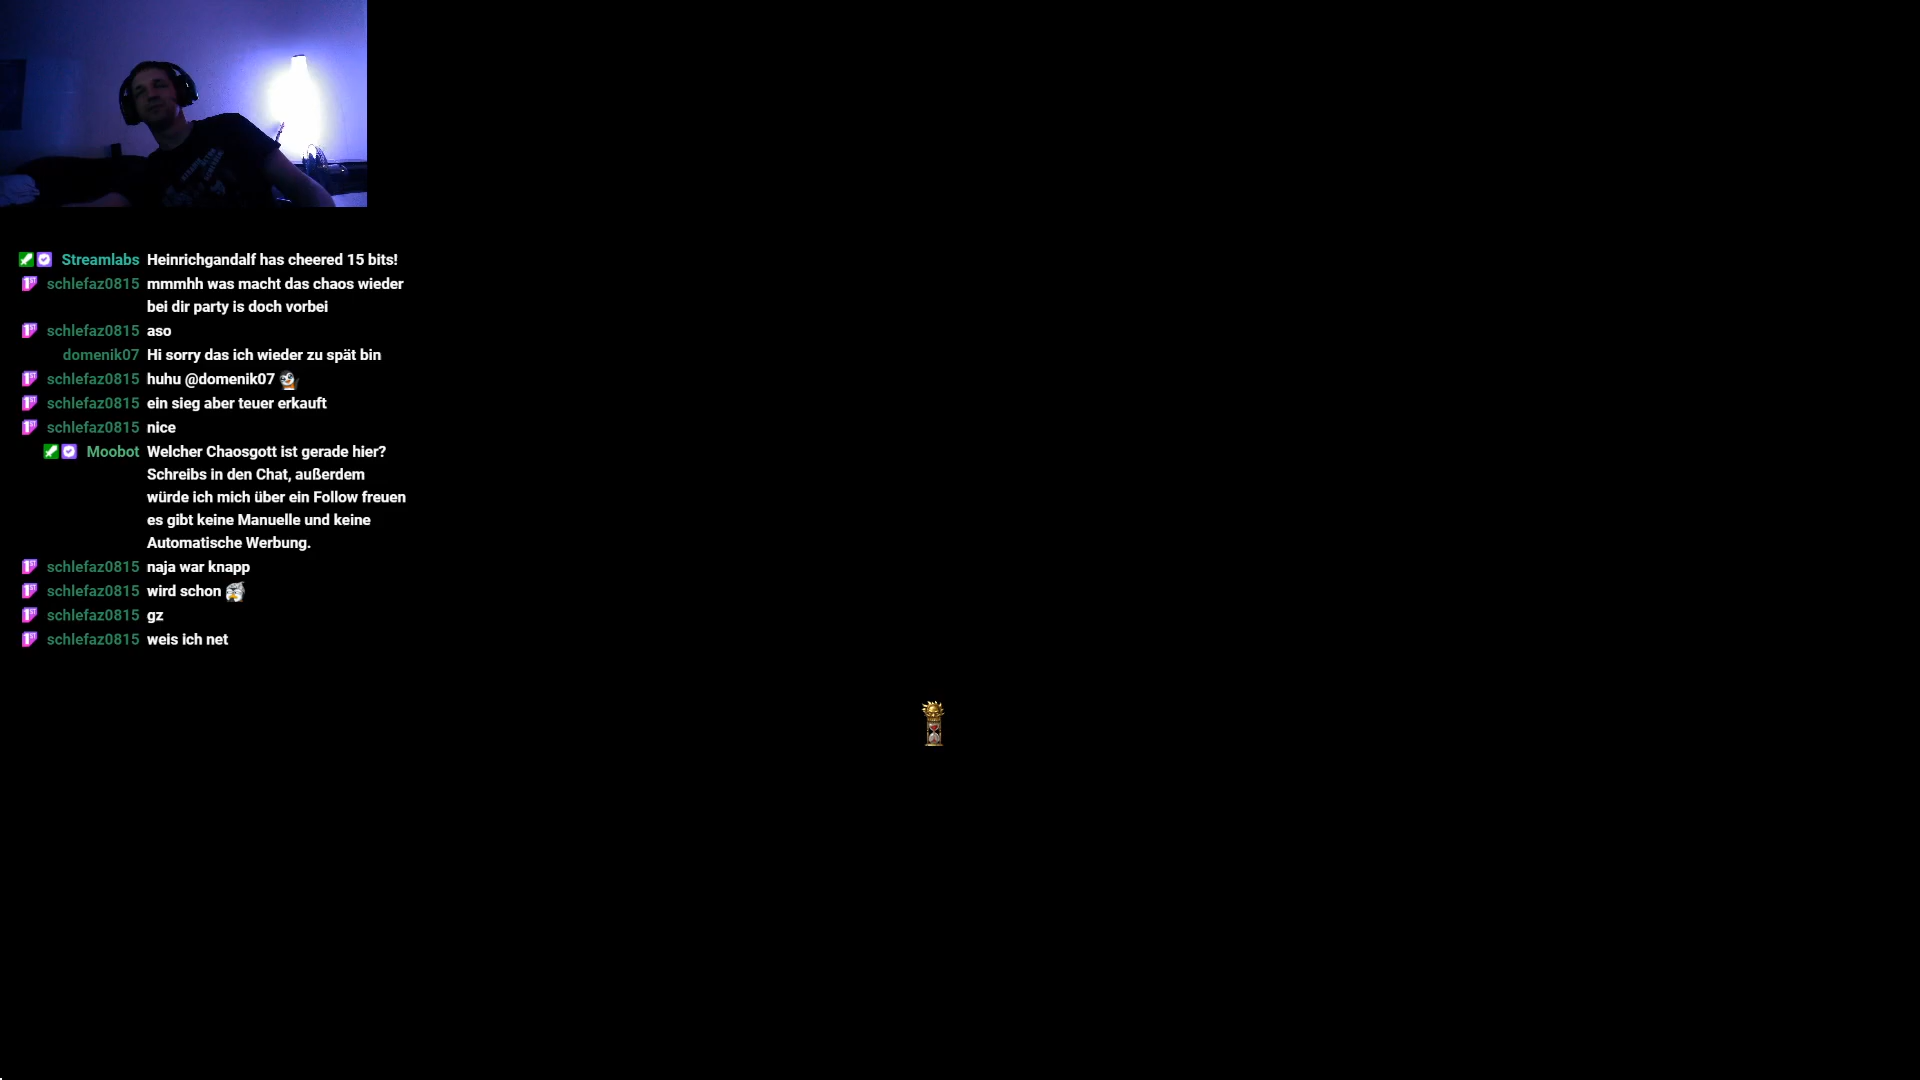 Streamlabs Heinrichgandalf has cheered 15 bits!
schlefaz0815 mmmhh was macht das chaos wieder
bei dir party is doch vorbei
schlefaz0815 aso
domenik07 Hi sorry das ich wieder zu spät bin
schlefaz0815 huhu @domenik07
schlefaz0815 ein sieg aber teuer erkauft
schlefaz0815 nice
Moobot Welcher Chaosgott ist gerade hier?
Schreibs in den Chat, außerdem
würde ich mich über ein Follow freuen
es gibt keine Manuelle und keine
Automatische Werbung.
schlefaz0815 naja war knapp
schlefaz0815 wird schon
schlefaz0815 gz
schlefaz0815 weis ich net